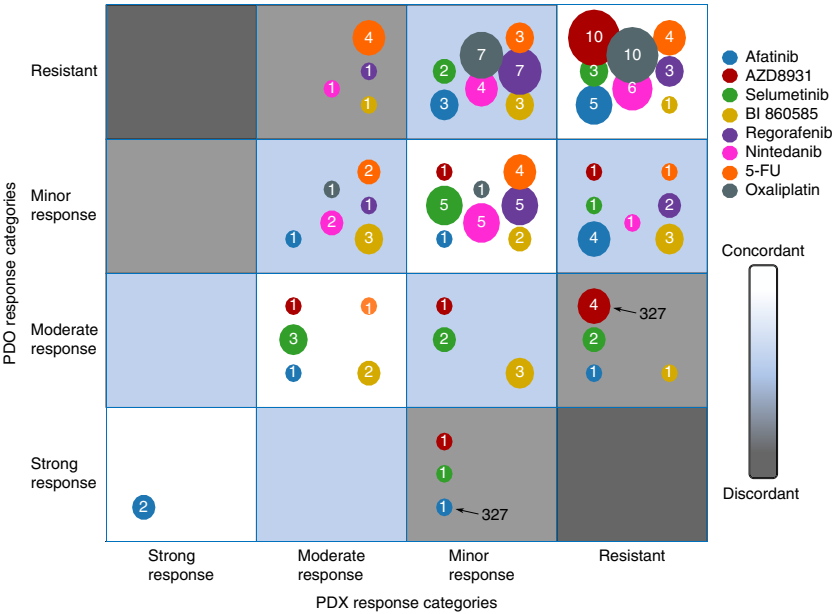 PDO response categories
Resistant
4
1
1
1
3
7
2
7
4
3
3
10
4
10
3
3
6
5
1
Minor
response
2
1
1
2
1
3
1
4
1
5
5
5
1
2
1
1
1
2
1
4
3
Moderate
response
1
1
3
1
2
1
2
3
4
327
2
1
1
Strong
response
2
1
1
1
327
Strong
response
Moderate
response
Minor
response
Resistant
PDX response categories
Afatinib
AZD8931
Selumetinib
BI 860585
Regorafenib
Nintedanib
5-FU
Oxaliplatin
Concordant
Discordant